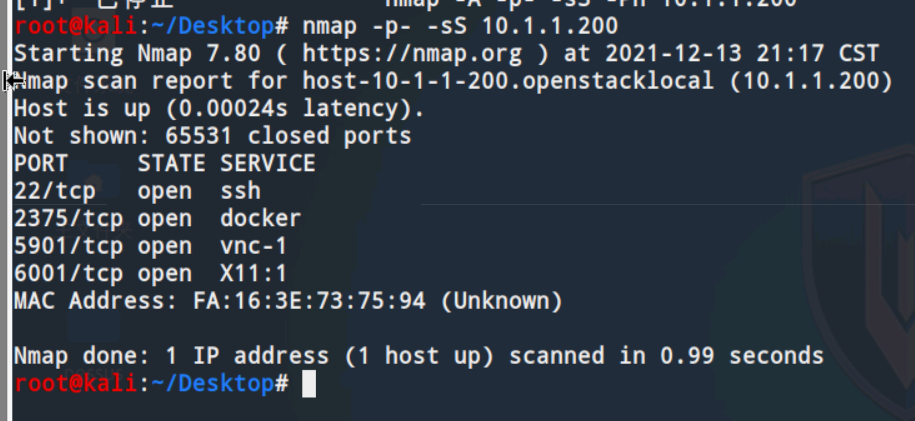 nmap -A -p- -sS -Pn 10.1.1.200
root@kali:~/Desktop# nmap -p- -sS 10.1.1.200
Starting Nmap 7.80 ( https://nmap.org ) at 2021-12-13 21:17 CST
Nmap scan report for host-10-1-1-200.openstacklocal (10.1.1.200)
Host is up (0.00024s latency).
Not shown: 65531 closed ports
PORT     STATE SERVICE
22/tcp   open  ssh
2375/tcp open  docker
5901/tcp open  vnc-1
6001/tcp open  X11:1
MAC Address: FA:16:3E:73:75:94 (Unknown)
Nmap done: 1 IP address (1 host up) scanned in 0.99 seconds
root@kali:~/Desktop#